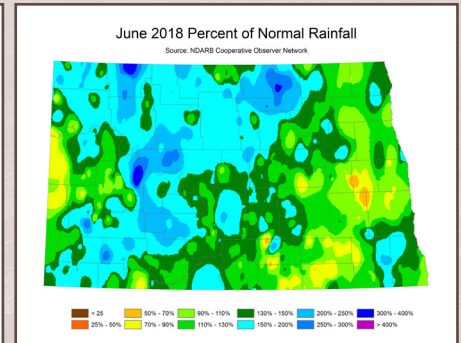 June 2018 Percent of Normal Rainfall
Source: NDARB Cooperative Observer Network
< 25 50% - 70% 90% - 110% 130% - 150% 200% - 250% 300% - 400%
25% - 50% 70% - 90% 110% - 130% 150% - 200% 250% - 300% > 400%